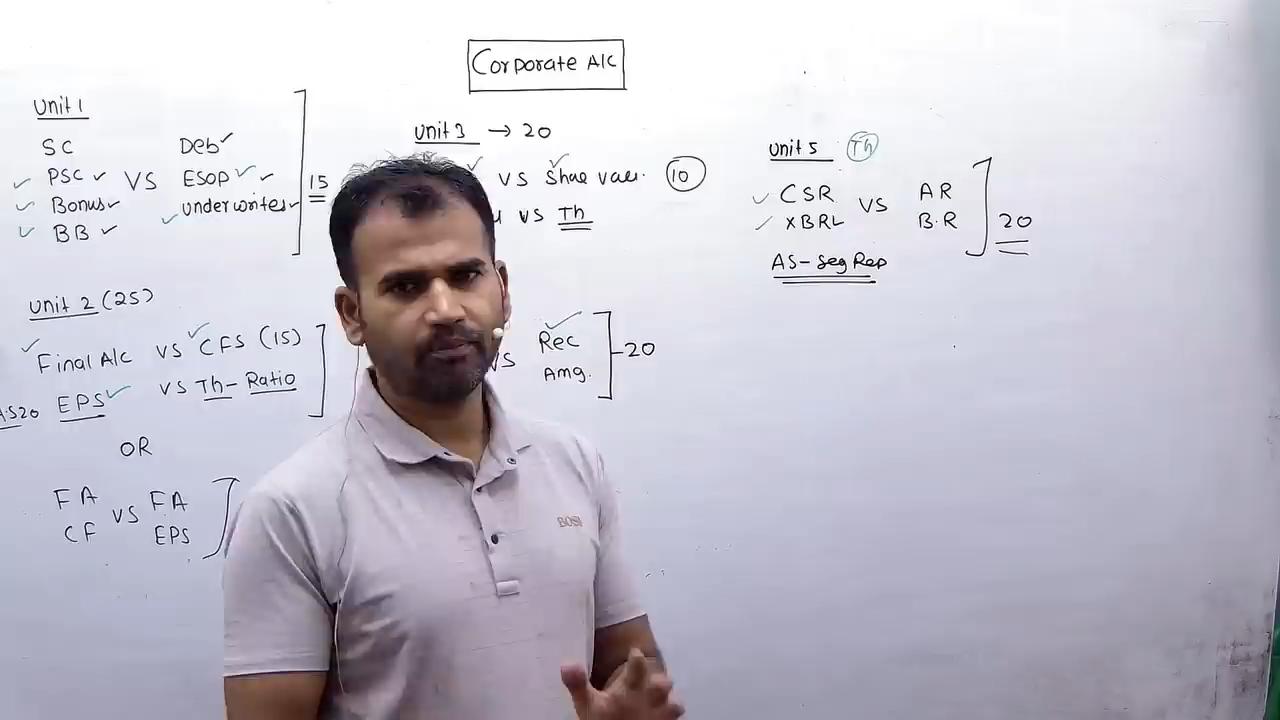 Corporate A/C
Unit 1
SC
PSC
Bonus
BB
VS
Deb
ESOP
underwriter
15
Unit 2 (25)
Final A/c VS CFS (15)
AS20 EPS VS Th- Ratio
OR
FA VS FA
CF EPS
Unit 3 → 20
VS Share 10
VS Th
VS Rec
Amg.
20
Unit 5 Th
CSR VS AR
XBRL B.R
20
AS-Seg Rep
BOSS